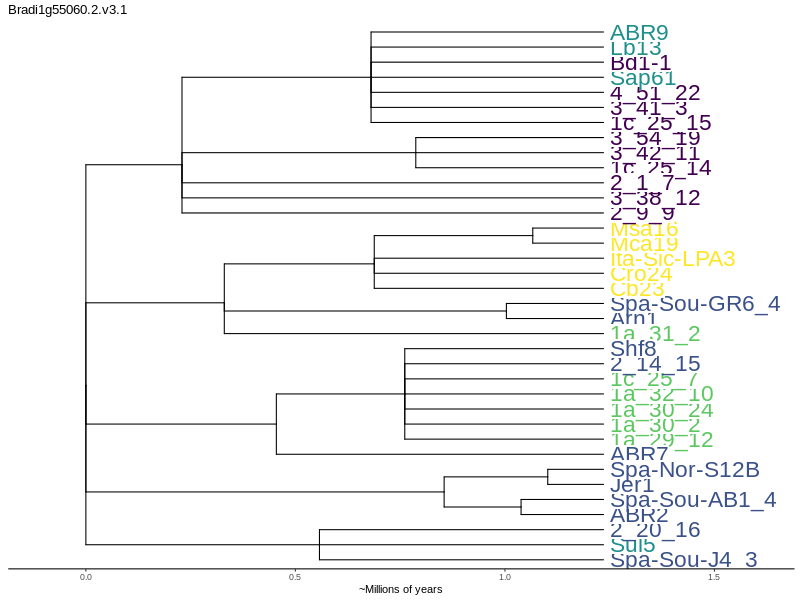 Bradi1g55060.2.v3.1
ABR9
Lb13
Bd1-1
Sap61
4_51_22
3_41_3
1c_25_15
3_54_19
3_42_11
1c_25_14
2_1_7
3_38_12
2_9_9
Msa16
Mca19
Ita-Sic-LPA3
Cro24
Cb23
Spa-Sou-GR6_4
Arn1
1a_31_2
Shf8
2_14_15
1c_25_7
1a_32_10
1a_30_24
1a_30_2
1a_29_12
ABR7
Spa-Nor-S12B
Jer1
Spa-Sou-AB1_4
ABR2
2_20_16
Sul5
Spa-Sou-J4_3
0.0 0.5 1.0 1.5
~Millions of years